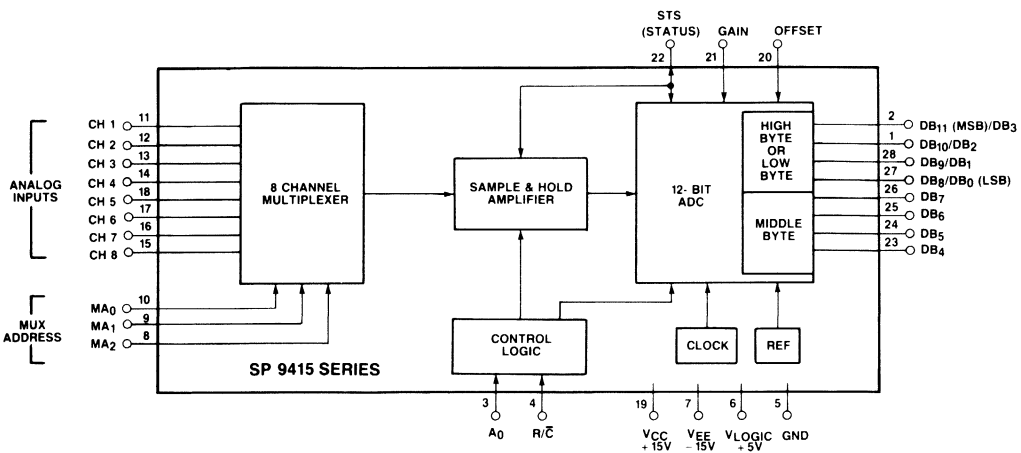 STS
(STATUS)
GAIN
OFFSET
22
21
20
ANALOG
INPUTS
CH 1
11
CH 2
12
CH 3
13
CH 4
14
CH 5
18
CH 6
17
CH 7
16
CH 8
15
8 CHANNEL
MULTIPLEXER
SAMPLE & HOLD
AMPLIFIER
12- BIT
ADC
HIGH
BYTE
OR
LOW
BYTE
MIDDLE
BYTE
2
DB11 (MSB)/DB3
1
DB10/DB2
28
DB9/DB1
27
DB8/DB0 (LSB)
26
DB7
25
DB6
24
DB5
23
DB4
MUX
ADDRESS
MA0
10
MA1
9
MA2
8
CONTROL
LOGIC
CLOCK
REF
SP 9415 SERIES
3
4
19
7
6
5
A0
R/C̅
VCC
+ 15V
VEE
- 15V
VLOGIC
+ 5V
GND